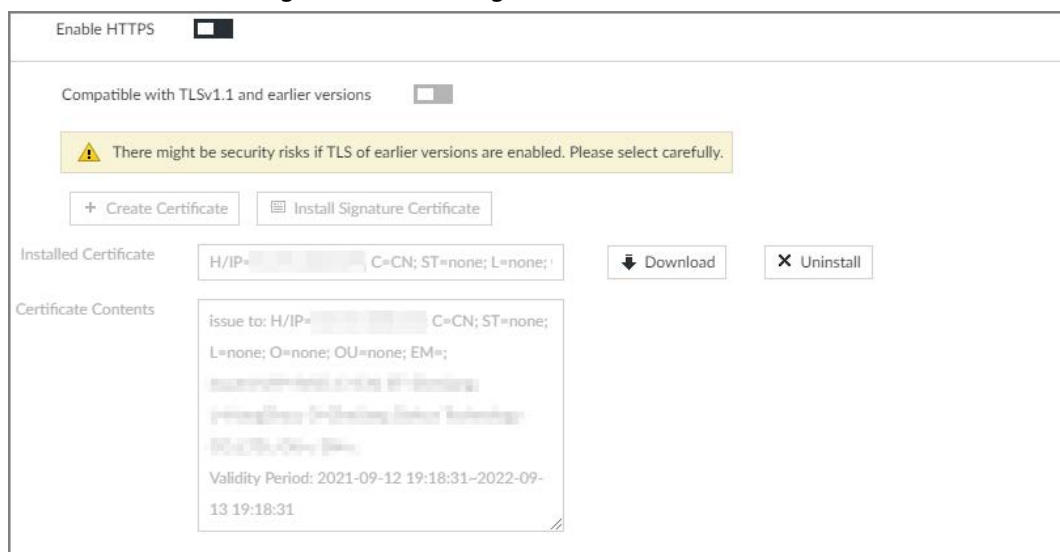 Enable HTTPS
Compatible with TLSv1.1 and earlier versions
There might be security risks if TLS of earlier versions are enabled. Please select carefully.
+ Create Certificate Install Signature Certificate
Installed Certificate H/IP= C=CN; ST=none; L=none; Download X Uninstall
Certificate Contents
issue to: H/IP= C=CN; ST=none;
L=none; O=none; OU=none; EM=;
Validity Period: 2021-09-12 19:18:31~2022-09-
13 19:18:31